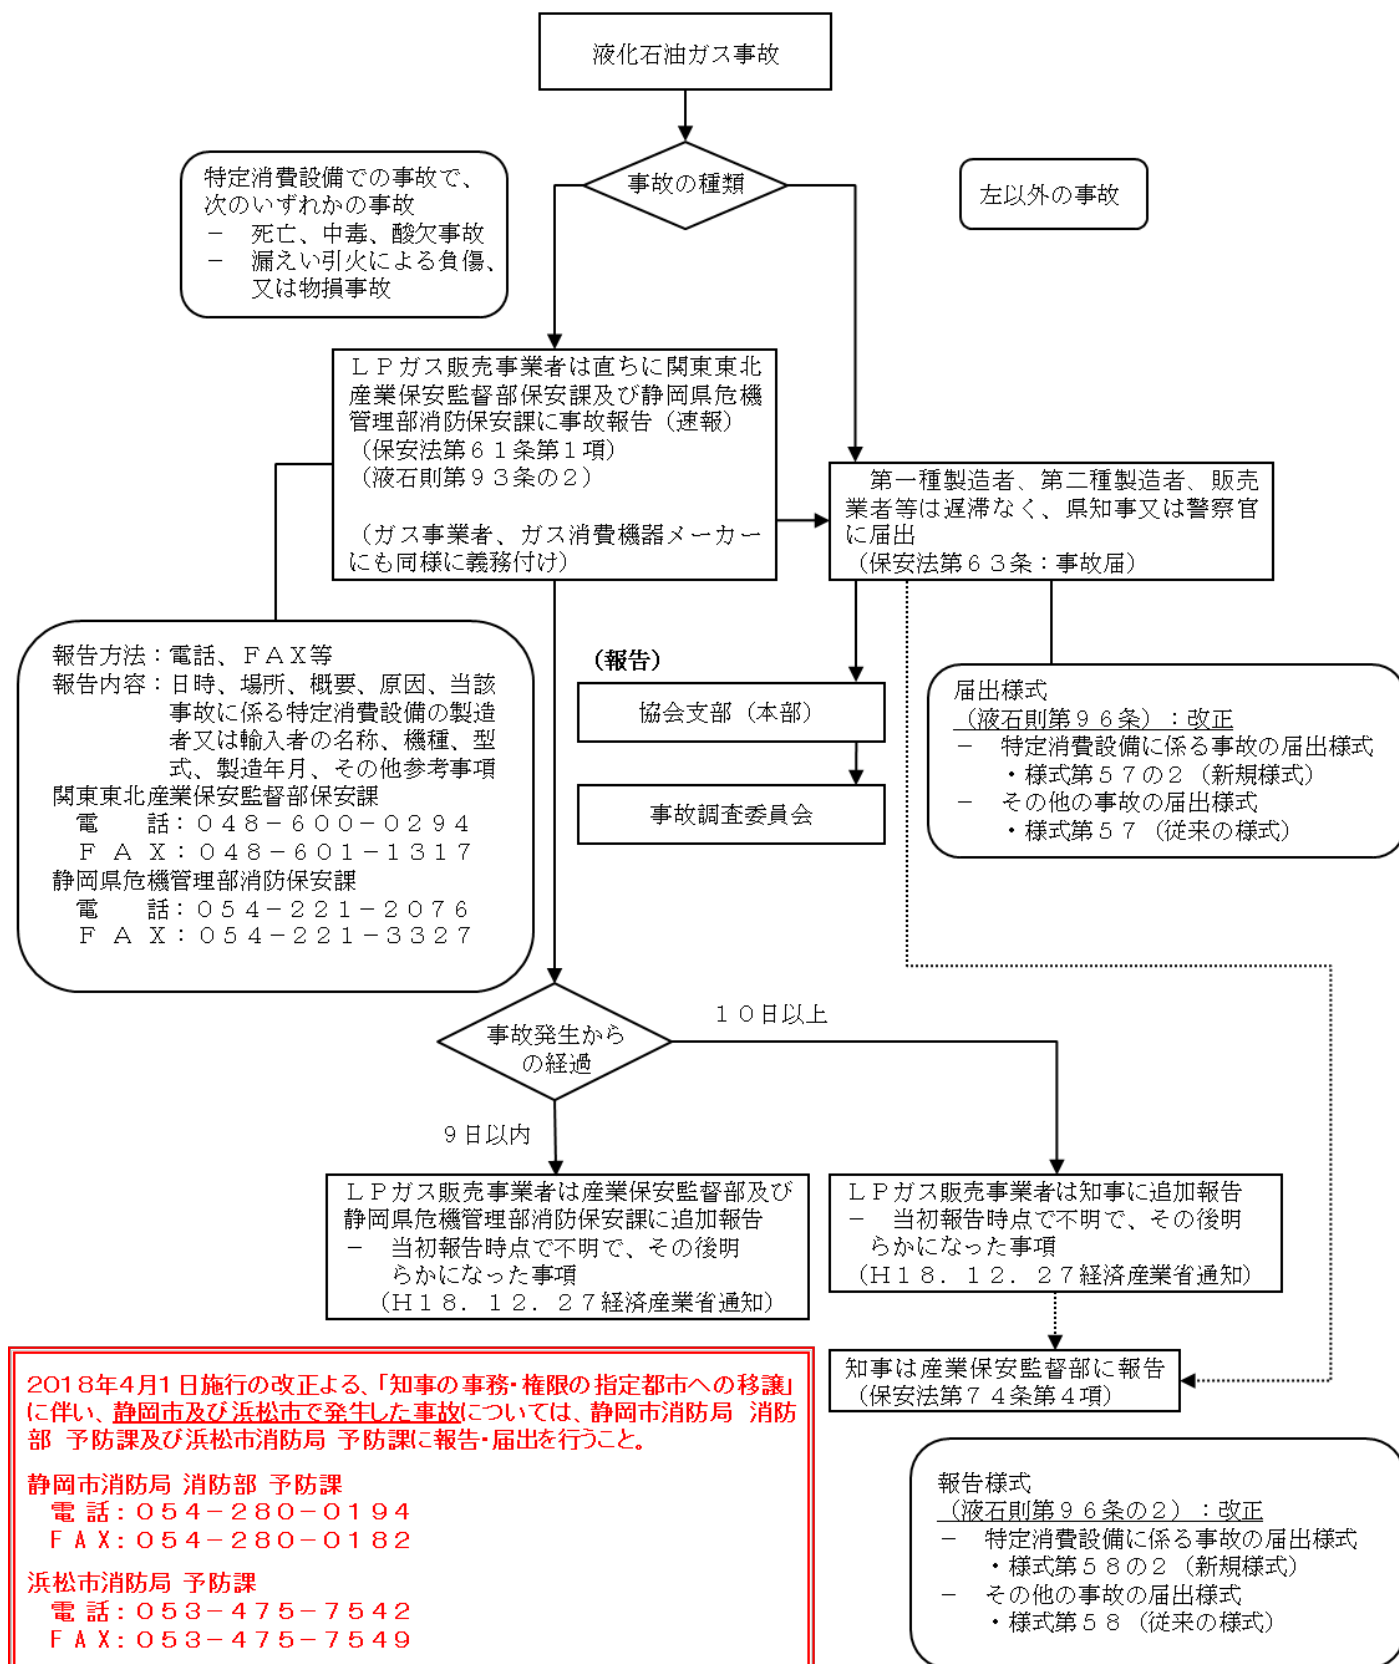 液化石油ガス事故
事故の種類
特定消費設備での事故で、
次のいずれかの事故
－　死亡、中毒、酸欠事故
－　漏えい引火による負傷、
又は物損事故
左以外の事故
ＬＰガス販売事業者は直ちに関東東北
産業保安監督部保安課及び静岡県危機
管理部消防保安課に事故報告（速報）
（保安法第６１条第１項）
（液石則第９３条の２）
（ガス事業者、ガス消費機器メーカー
にも同様に義務付け）
第一種製造者、第二種製造者、販売
業者等は遅滞なく、県知事又は警察官
に届出
（保安法第６３条：事故届）
報告方法：電話、ＦＡＸ等
報告内容：日時、場所、概要、原因、当該
事故に係る特定消費設備の製造
者又は輸入者の名称、機種、型
式、製造年月、その他参考事項
関東東北産業保安監督部保安課
電　　話：０４８－６００－０２９４
ＦＡＸ：０４８－６０１－１３１７
静岡県危機管理部消防保安課
電　　話：０５４－２２１－２０７６
ＦＡＸ：０５４－２２１－３３２７
（報告）
協会支部（本部）
事故調査委員会
届出様式
（液石則第９６条）：改正
－　特定消費設備に係る事故の届出様式
・様式第５７の２（新規様式）
－　その他の事故の届出様式
・様式第５７（従来の様式）
事故発生から
の経過
１０日以上
９日以内
ＬＰガス販売事業者は産業保安監督部及び
静岡県危機管理部消防保安課に追加報告
－　当初報告時点で不明で、その後明
らかになった事項
（Ｈ１８．１２．２７経済産業省通知）
ＬＰガス販売事業者は知事に追加報告
－　当初報告時点で不明で、その後明
らかになった事項
（Ｈ１８．１２．２７経済産業省通知）
知事は産業保安監督部に報告
（保安法第７４条第４項）
2018年4月1日施行の改正よる、「知事の事務・権限の指定都市への移譲」
に伴い、静岡市及び浜松市で発生した事故については、静岡市消防局　消防
部　予防課及び浜松市消防局　予防課に報告・届出を行うこと。
静岡市消防局 消防部 予防課
電 話：０５４－２８０－０１９４
ＦＡＸ：０５４－２８０－０１８２
浜松市消防局 予防課
電 話：０５３－４７５－７５４２
ＦＡＸ：０５３－４７５－７５４９
報告様式
（液石則第９６条の２）：改正
－　特定消費設備に係る事故の届出様式
・様式第５８の２（新規様式）
－　その他の事故の届出様式
・様式第５８（従来の様式）